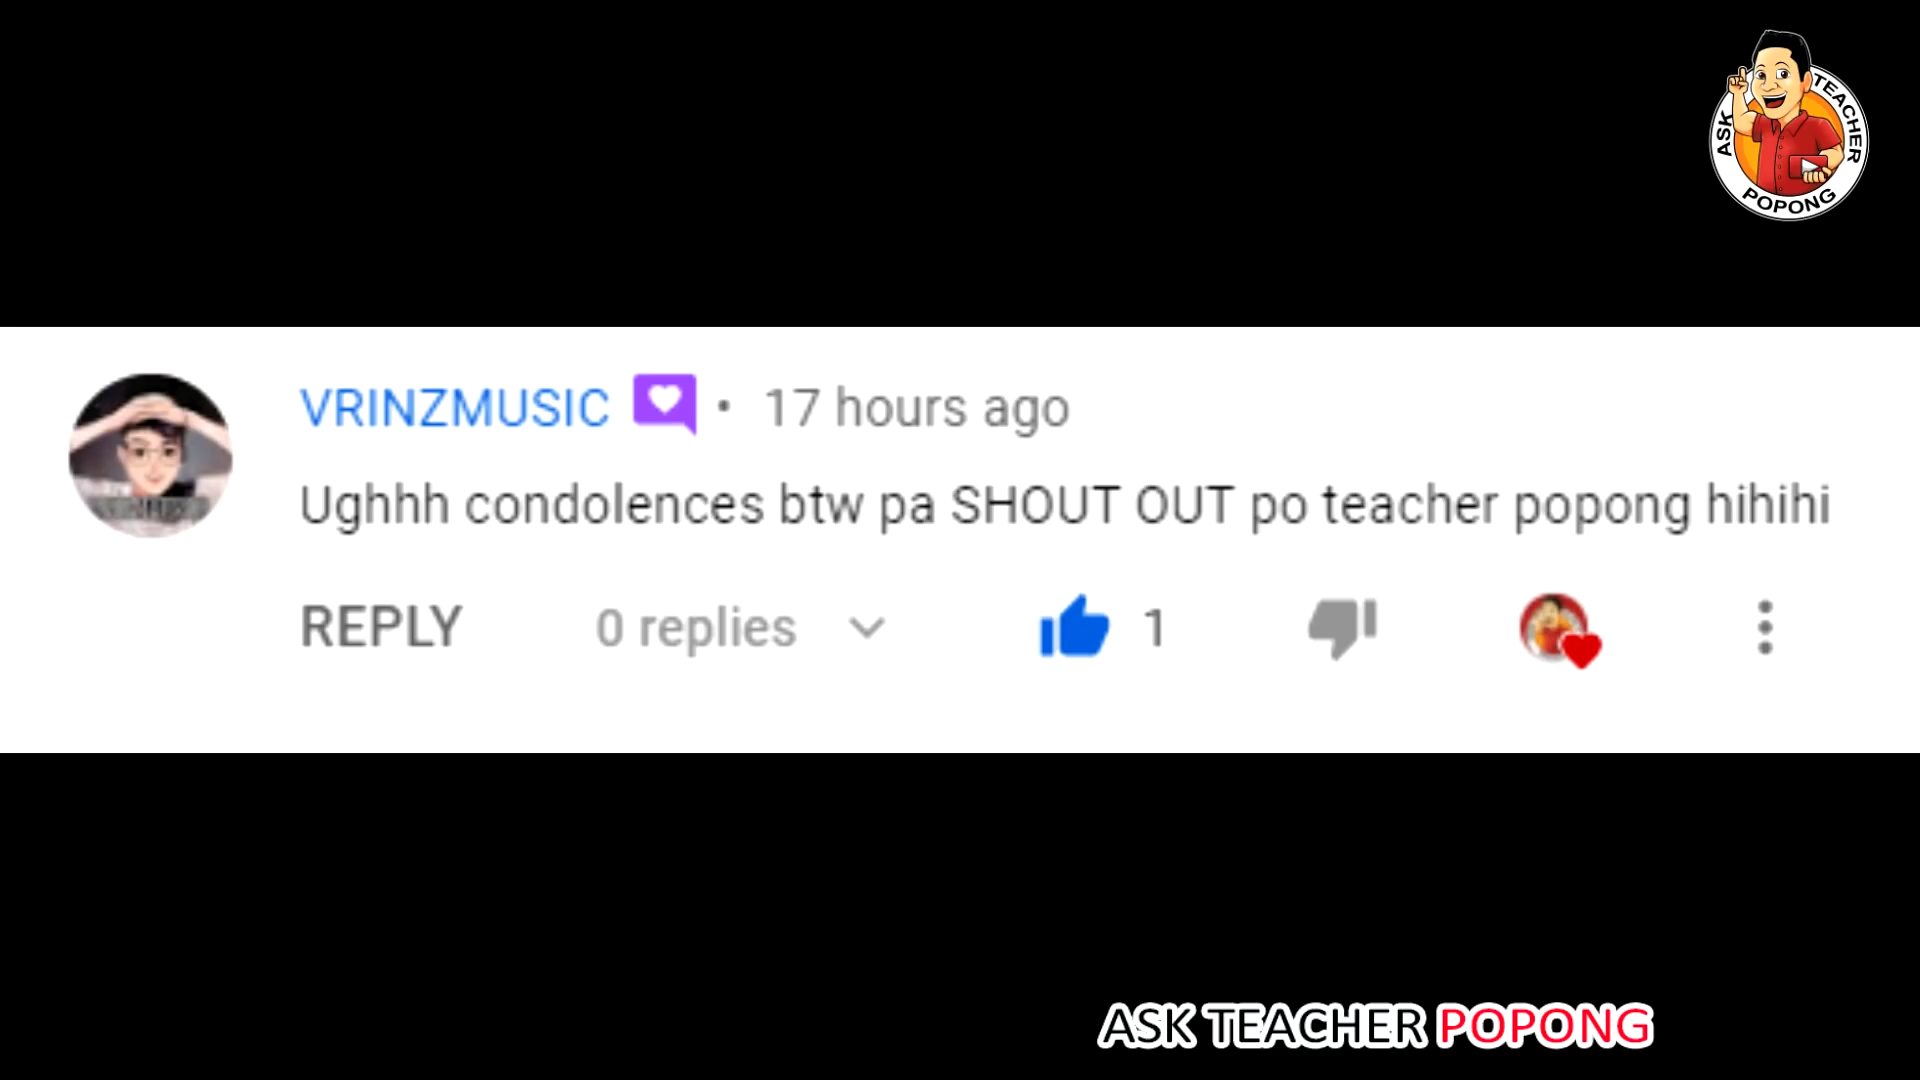 ASK TEACHER POPONG
VRINZMUSIC • 17 hours ago
Ughhh condolences btw pa SHOUT OUT po teacher popong hihihi
REPLY 0 replies 1
ASK TEACHER POPONG